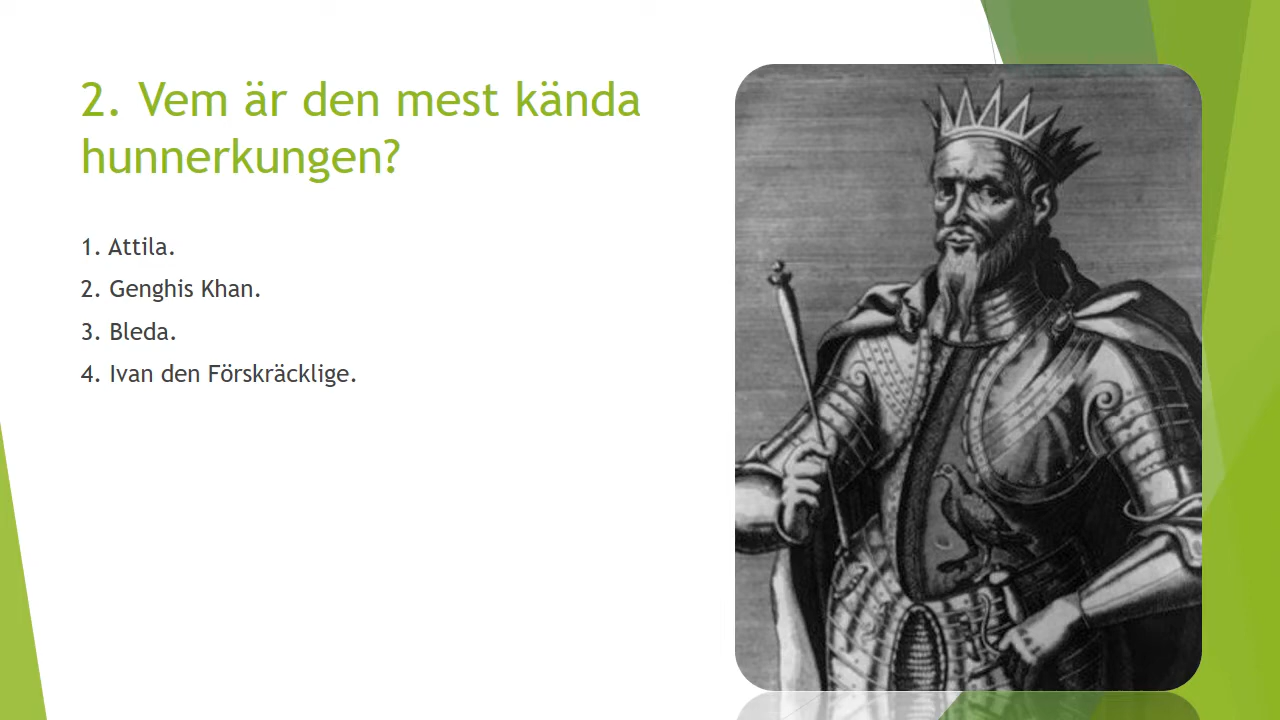 2. Vem är den mest kända
hunnerkungen?
1. Attila.
2. Genghis Khan.
3. Bleda.
4. Ivan den Förskräcklige.